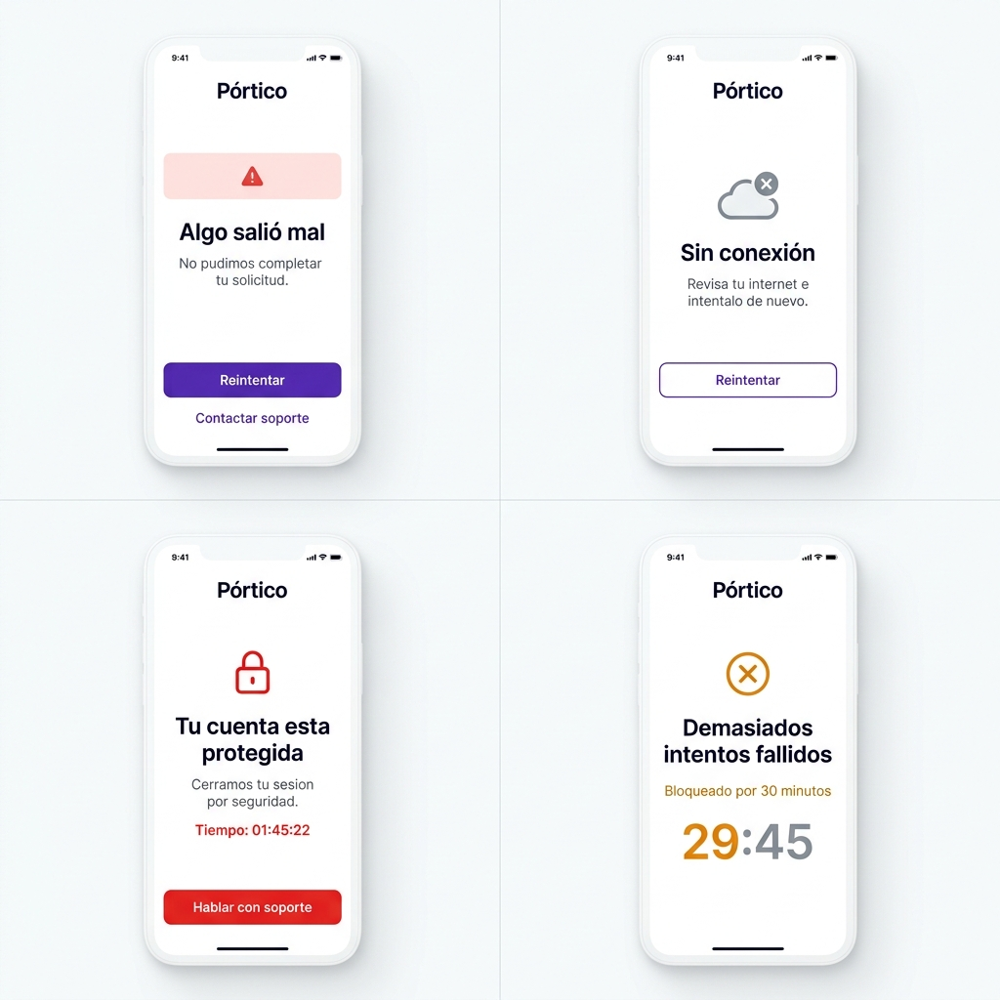 9:41
Pórtico
Algo salió mal
No pudimos completar
tu solicitud.
Reintentar
Contactar soporte
9:41
Pórtico
Sin conexión
Revisa tu internet e
intentalo de nuevo.
Reintentar
9:41
Pórtico
Tu cuenta esta
protegida
Cerramos tu sesion
por seguridad.
Tiempo: 01:45:22
Hablar con soporte
9:41
Pórtico
Demasiados
intentos fallidos
Bloqueado por 30 minutos
29:45